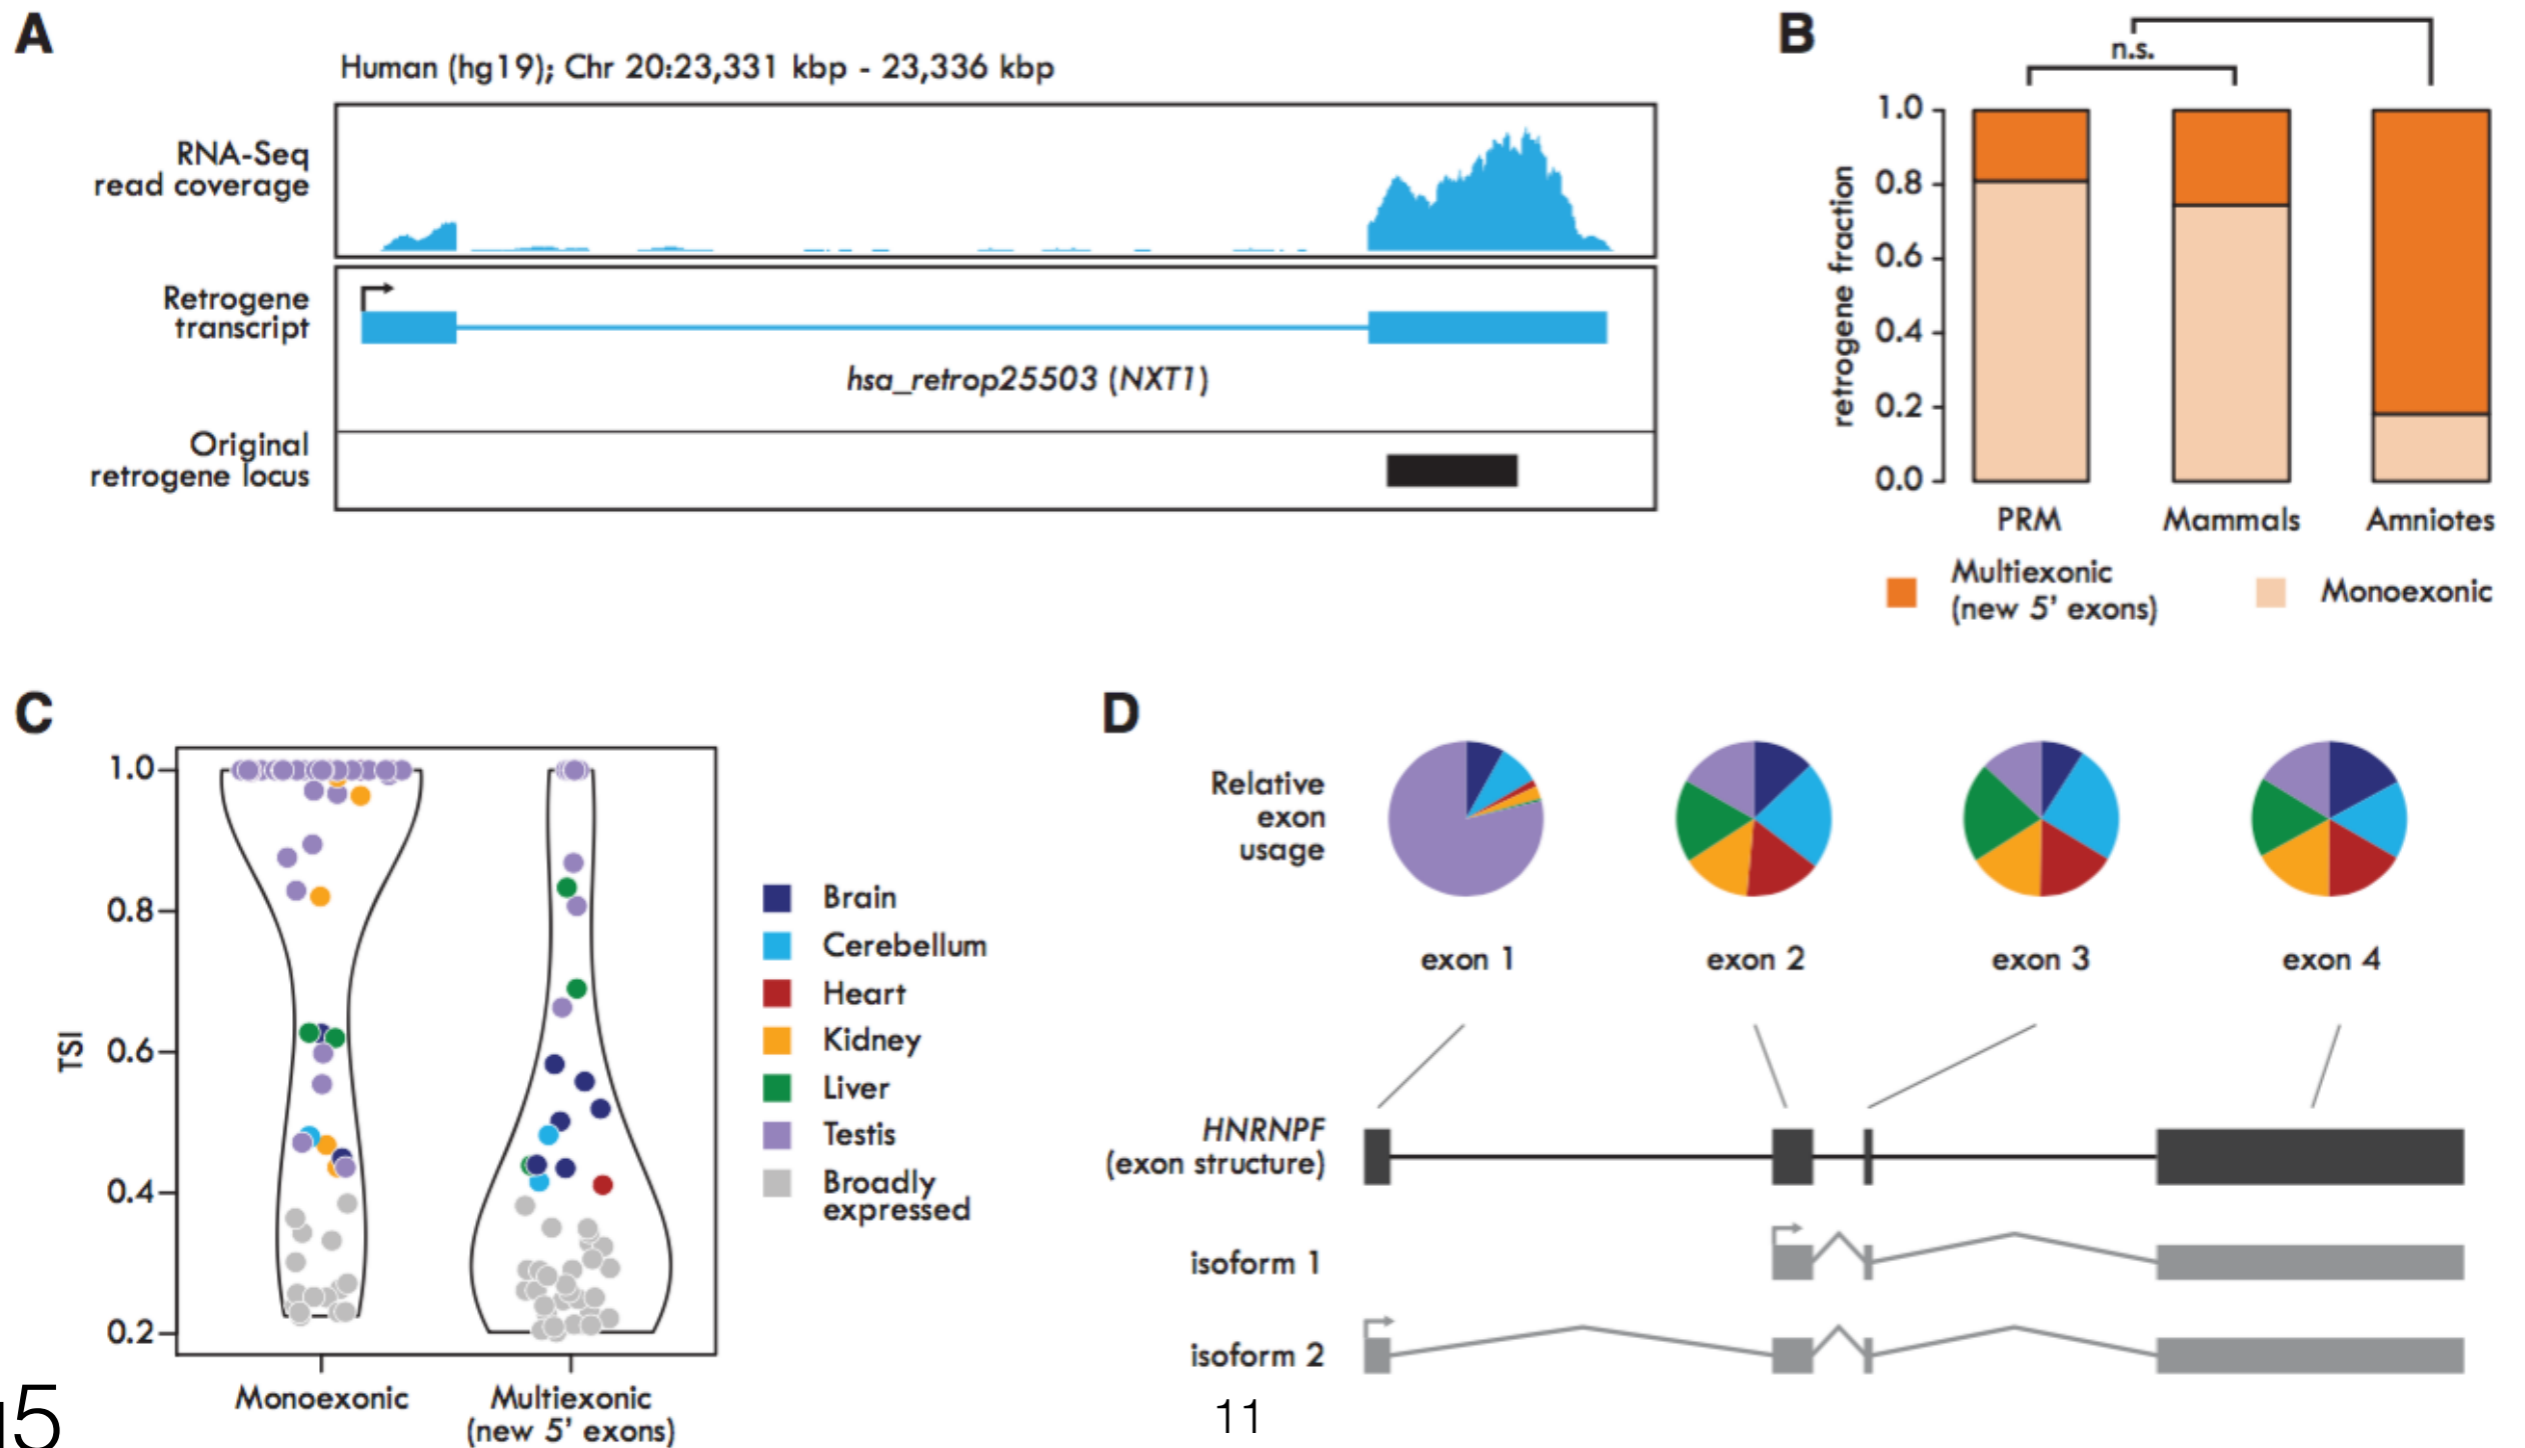 A
Human (hg19); Chr 20:23,331 kbp - 23,336 kbp
RNA-Seq
read coverage
Retrogene
transcript
hsa_retrop25503 (NXT1)
Original
retrogene locus
B
n.s.
retrogene fraction
1.0
0.8
0.6
0.4
0.2
0.0
PRM
Mammals
Amniotes
Multiexonic
(new 5’ exons)
Monoexonic
C
TSI
1.0
0.8
0.6
0.4
0.2
Monoexonic
Multiexonic
(new 5’ exons)
Brain
Cerebellum
Heart
Kidney
Liver
Testis
Broadly
expressed
D
Relative
exon
usage
exon 1
exon 2
exon 3
exon 4
HNRNPF
(exon structure)
isoform 1
isoform 2
5
11